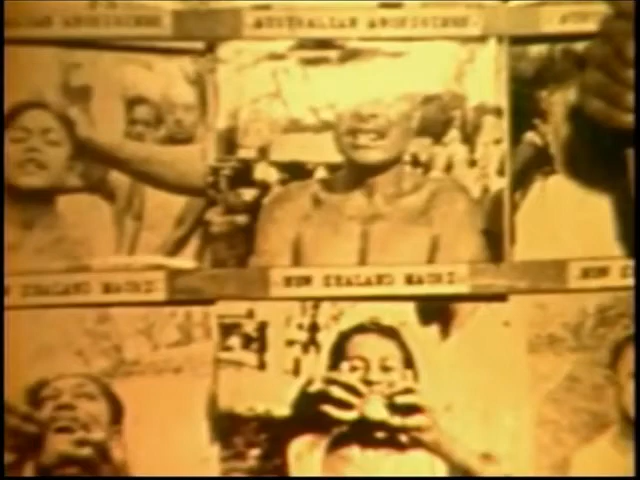 AUSTRALIAN ABORIGINES.
ZEALAND MAORI
NEW ZEALAND MAORI
NEW